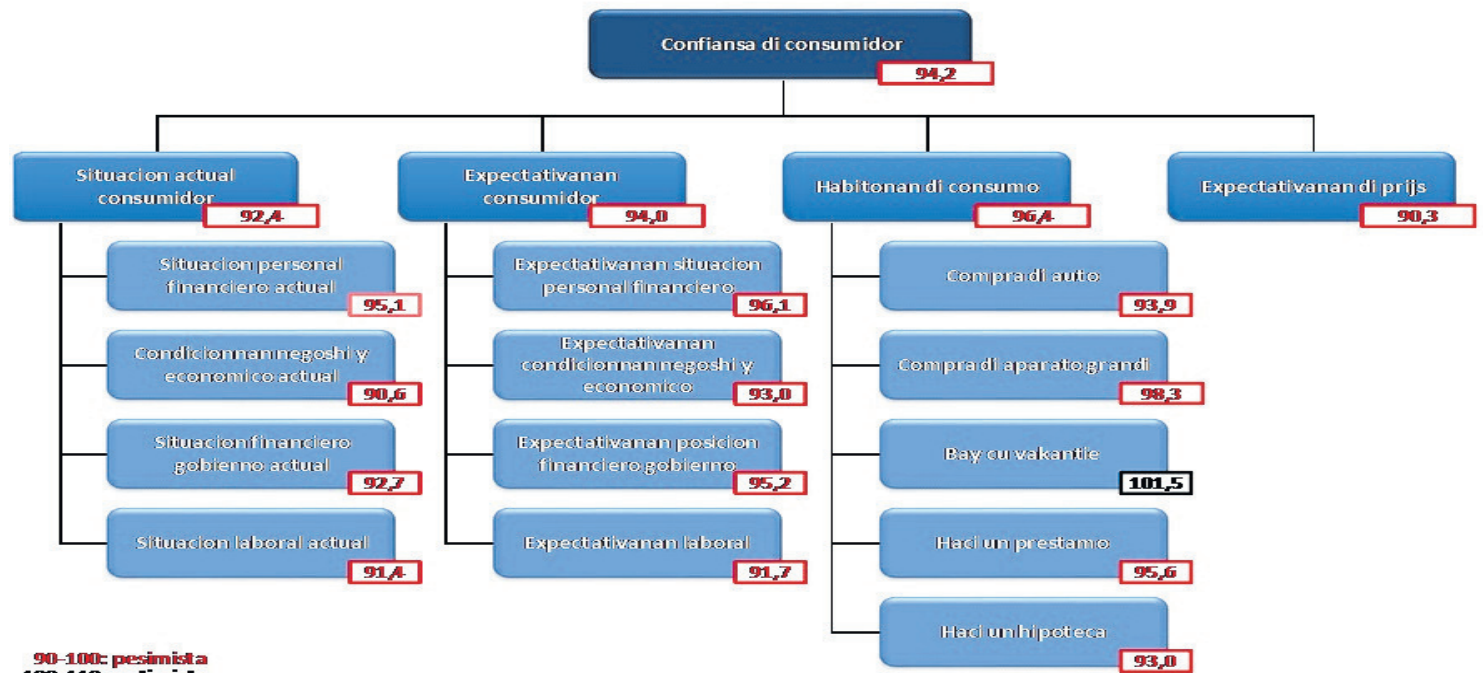 Confiansa di consumidor
94,2
Situacion actual
consumidor
92,4
Expectativanan
consumidor
94,0
Habitonan di consumo
96,4
Expectativanan di prijs
90,3
Situacion personal
financiero actual
95,1
Condicionnan negoshi y
economico actual
90,6
Situacion financiero
gobierno actual
92,7
Situacion laboral actual
91,4
Expectativanan situacion
personal financiero
96,1
Expectativanan
condicionnan negoshi y
economico
93,0
Expectativanan posicion
financiero gobierno
95,2
Expectativanan laboral
91,7
Compra di auto
93,9
Compra di aparato grandi
98,3
Bay cu vakantie
101,5
Haci un prestamo
95,6
Haci un hipoteca
93,0
90-100: pesimista